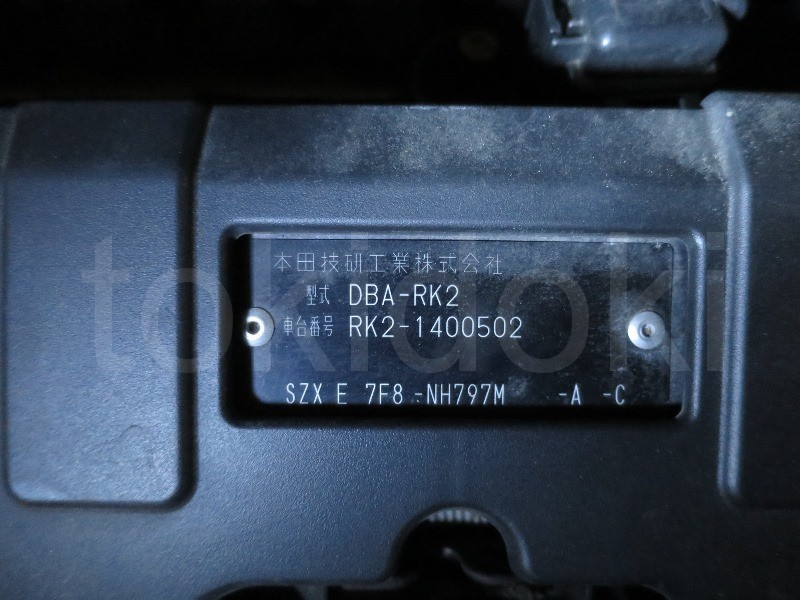 本田技研工業株式会社
型式 DBA-RK2
車台番号 RK2-1400502
SZX E 7F8 -NH797M -A -C
tokidoki